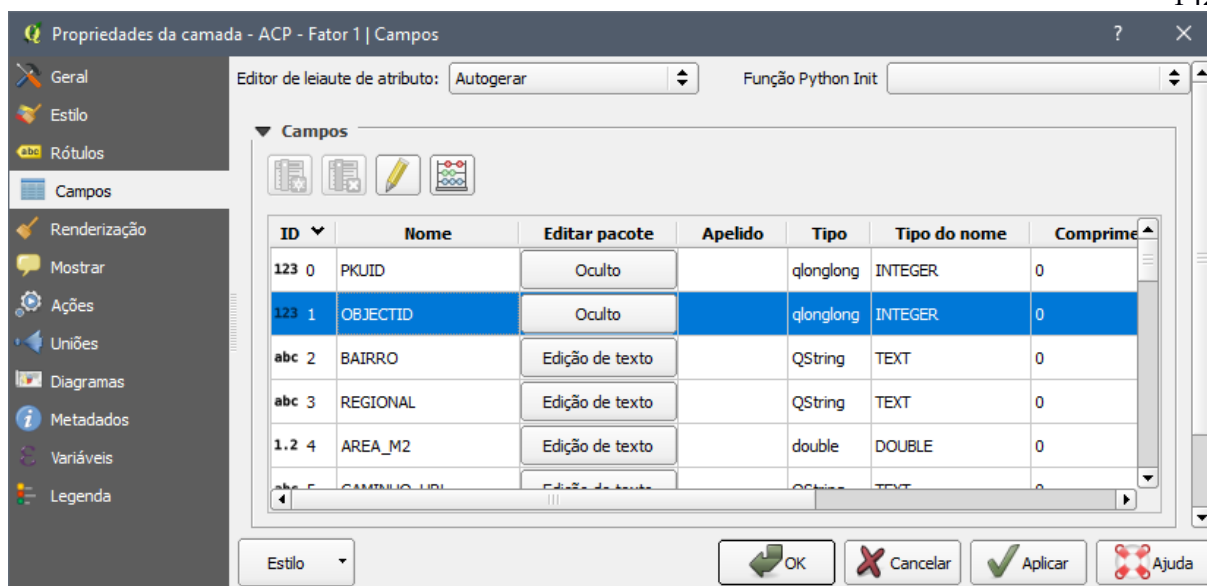 Propriedades da camada - ACP - Fator 1 | Campos ? ×
Geral
Estilo
Rótulos
Campos
Renderização
Mostrar
Ações
Uniões
Diagramas
Metadados
Variáveis
Legenda
Editor de leiaute de atributo: Autogerar Função Python Init
Campos
ID Nome Editar pacote Apelido Tipo Tipo do nome Comprime
123 0 PKUID Oculto qlonglong INTEGER 0
123 1 OBJECTID Oculto qlonglong INTEGER 0
abc 2 BAIRRO Edição de texto QString TEXT 0
abc 3 REGIONAL Edição de texto QString TEXT 0
1.2 4 AREA_M2 Edição de texto double DOUBLE 0
Estilo OK Cancelar Aplicar Ajuda